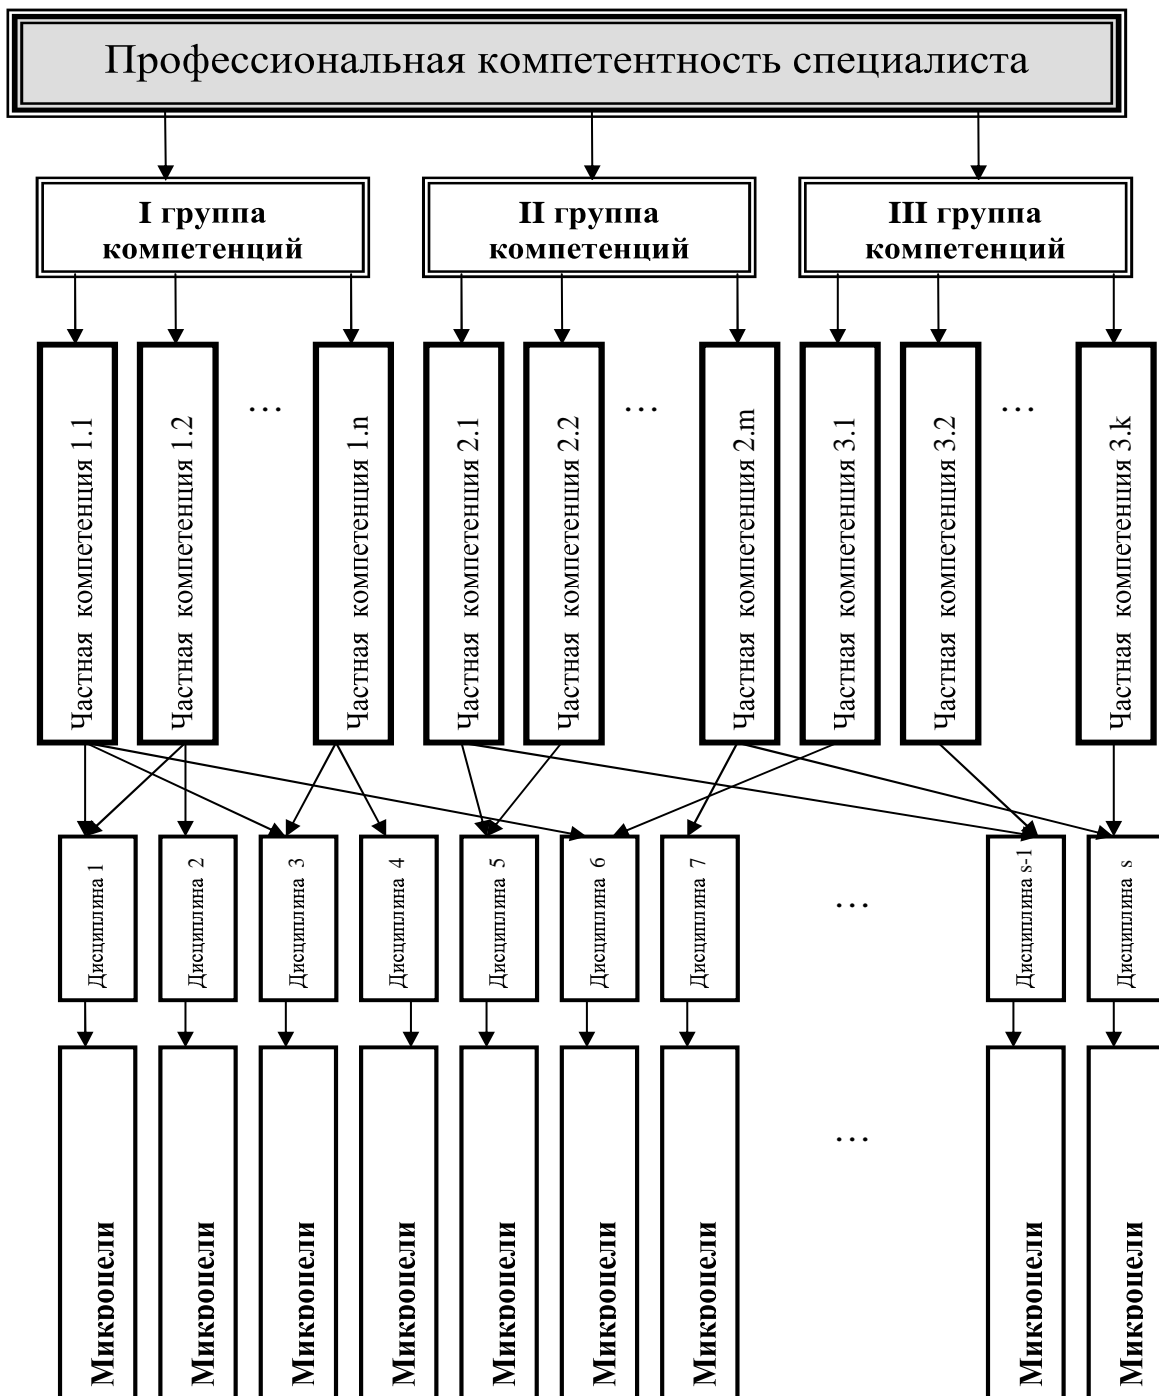 Профессиональная компетентность специалиста
I группа
компетенций
II группа
компетенций
III группа
компетенций
Частная компетенция 1.1
Частная компетенция 1.2
…
Частная компетенция 1.n
Частная компетенция 2.1
Частная компетенция 2.2
…
Частная компетенция 2.m
Частная компетенция 3.1
Частная компетенция 3.2
…
Частная компетенция 3.k
Дисциплина 1
Дисциплина 2
Дисциплина 3
Дисциплина 4
Дисциплина 5
Дисциплина 6
Дисциплина 7
…
Дисциплина s-1
Дисциплина s
Микроцели
Микроцели
Микроцели
Микроцели
Микроцели
Микроцели
Микроцели
…
Микроцели
Микроцели